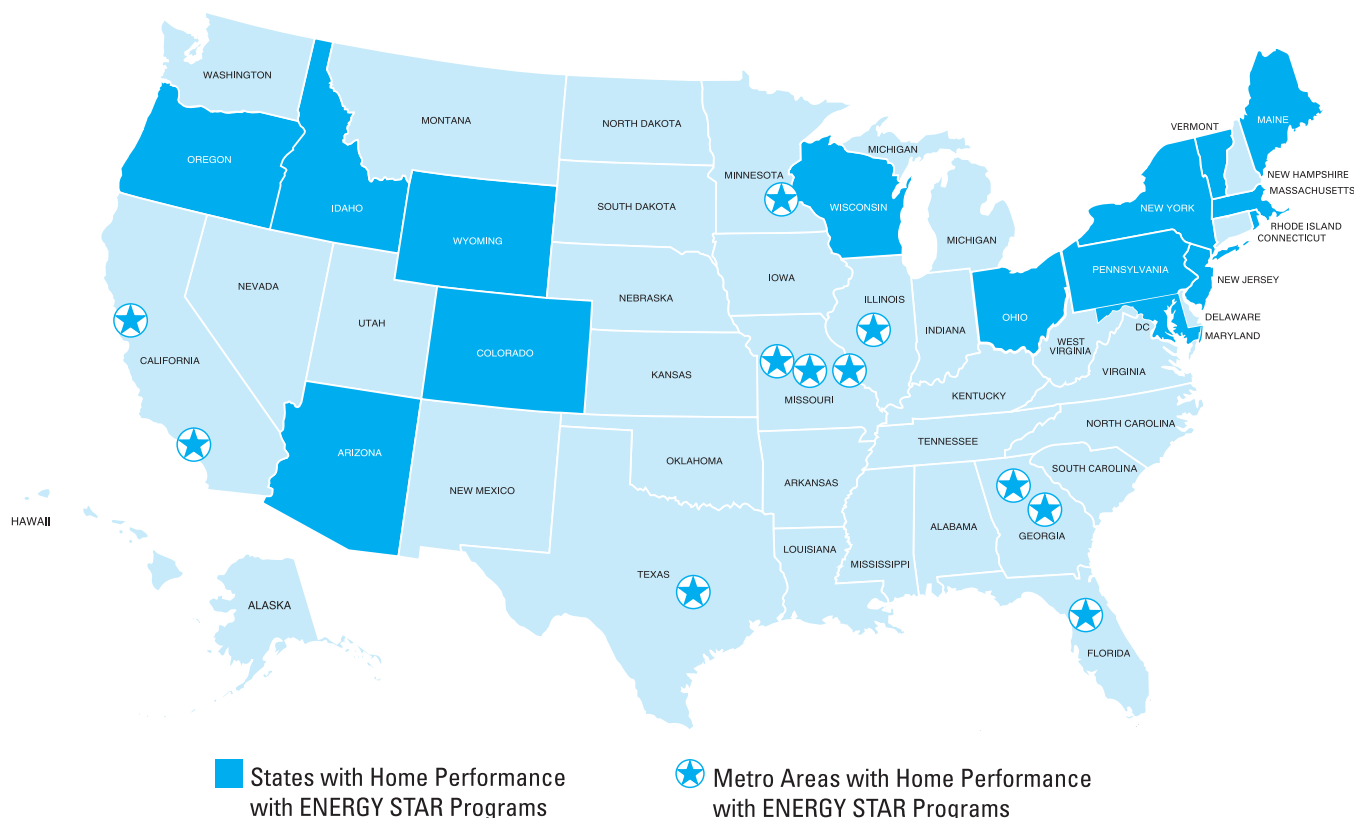 WASHINGTON
MONTANA
NORTH DAKOTA
MINNESOTA
MICHIGAN
VERMONT
MAINE
OREGON
IDAHO
WYOMING
SOUTH DAKOTA
WISCONSIN
MICHIGAN
NEW YORK
NEW HAMPSHIRE
MASSACHUSETTS
RHODE ISLAND
CONNECTICUT
NEVADA
UTAH
COLORADO
NEBRASKA
IOWA
ILLINOIS
INDIANA
OHIO
PENNSYLVANIA
NEW JERSEY
DELAWARE
MARYLAND
DC
WEST
VIRGINIA
VIRGINIA
CALIFORNIA
KANSAS
MISSOURI
KENTUCKY
NORTH CAROLINA
TENNESSEE
SOUTH CAROLINA
ARIZONA
NEW MEXICO
OKLAHOMA
ARKANSAS
HAWAII
ALASKA
TEXAS
LOUISIANA
MISSISSIPPI
ALABAMA
GEORGIA
FLORIDA
States with Home Performance
with ENERGY STAR Programs
Metro Areas with Home Performance
with ENERGY STAR Programs